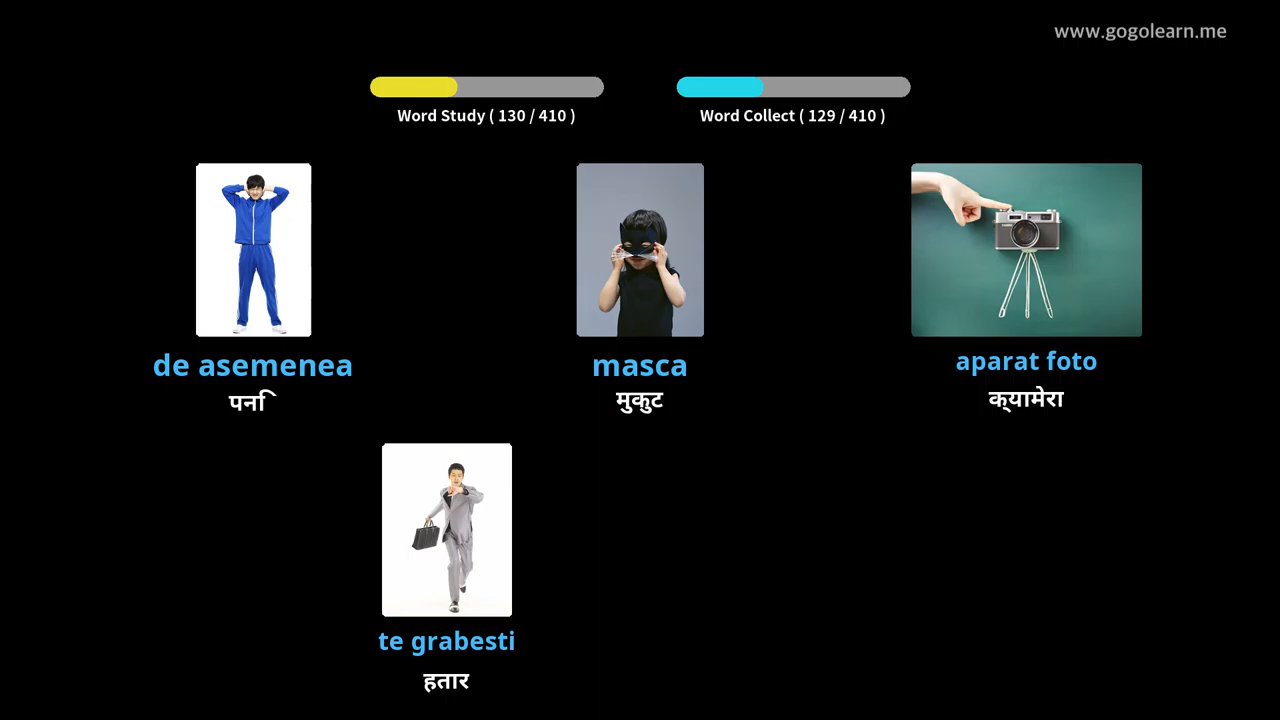 www.gogolearn.me
Word Study ( 130 / 410 )
Word Collect ( 129 / 410 )
de asemenea
पनि
masca
मुकुट
aparat foto
क्यामेरा
te grabesti
हतार